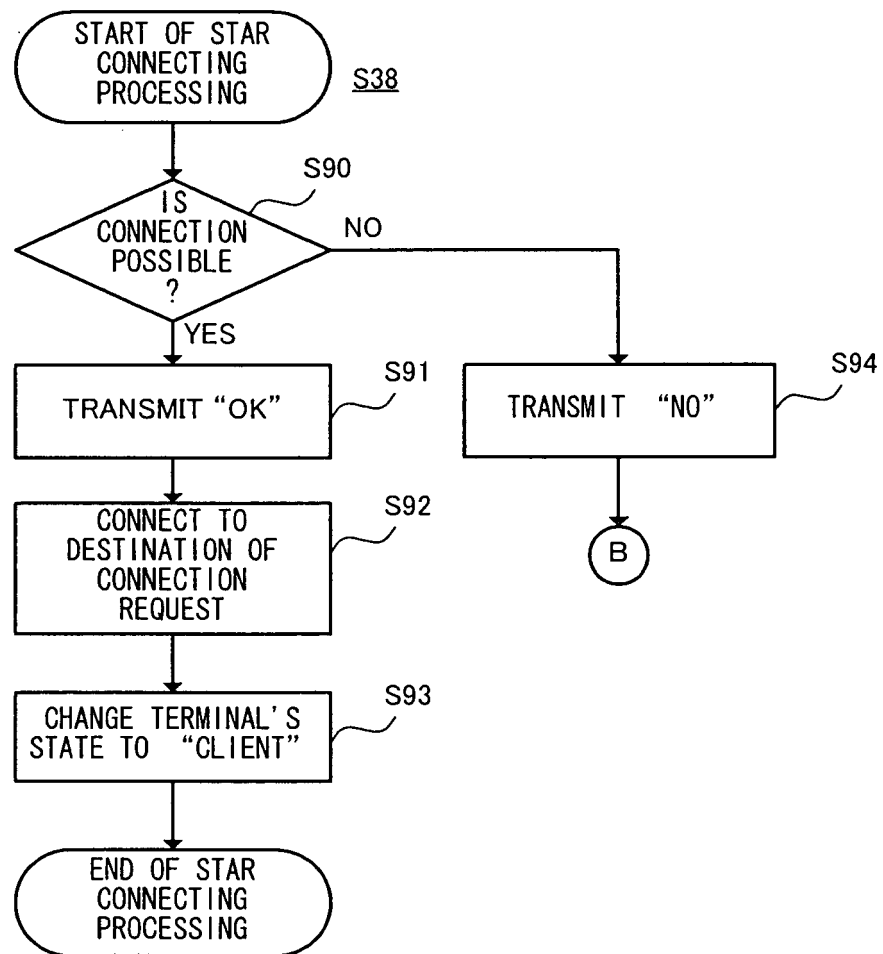 START OF STAR
CONNECTING
PROCESSING
S38
S90
IS
CONNECTION
POSSIBLE
?
NO
YES
S91
TRANSMIT "OK"
S94
TRANSMIT "NO"
S92
CONNECT TO
DESTINATION OF
CONNECTION
REQUEST
B
S93
CHANGE TERMINAL'S
STATE TO "CLIENT"
END OF STAR
CONNECTING
PROCESSING